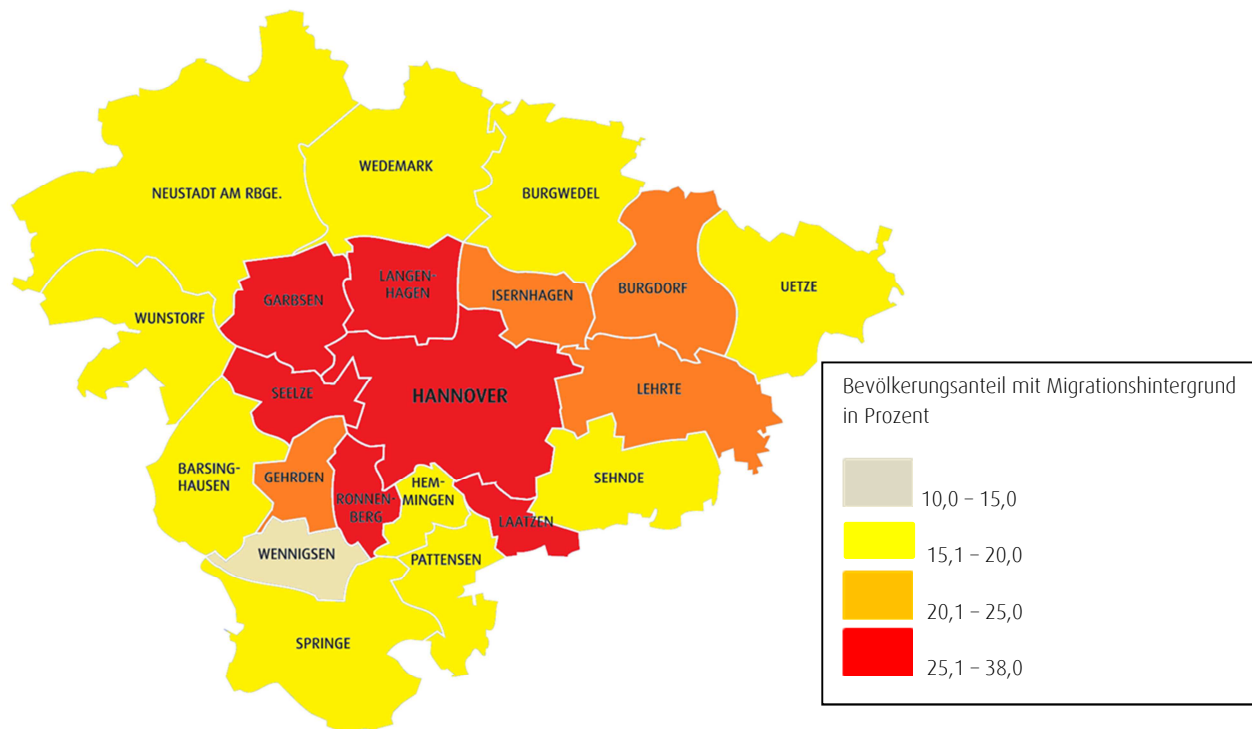 WEDEMARK
NEUSTADT AM RBGE.
BURGWEDEL
LANGEN-
HAGEN
GARBSEN
ISERNHAGEN
BURGDORF
UETZE
WUNSTORF
SEELZE
HANNOVER
LEHRTE
BARSING-
HAUSEN
GEHRDEN
RONNEN-
BERG
HEM-
MINGEN
SEHNDE
LAATZEN
WENNIGSEN
PATTENSEN
SPRINGE
Bevölkerungsanteil mit Migrationshintergrund
in Prozent
10,0 – 15,0
15,1 – 20,0
20,1 – 25,0
25,1 – 38,0